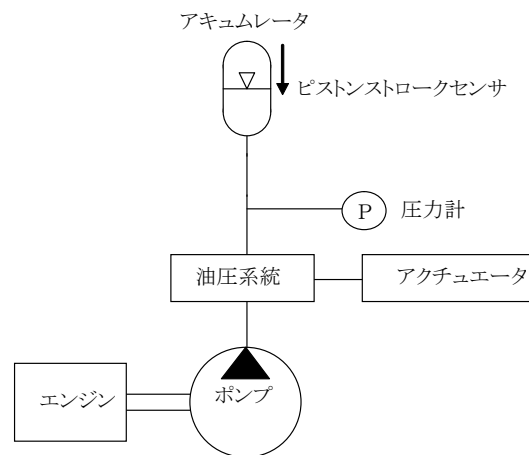 アキュムレータ
ピストンストロークセンサ
P
圧力計
油圧系統
アクチュエータ
ポンプ
エンジン